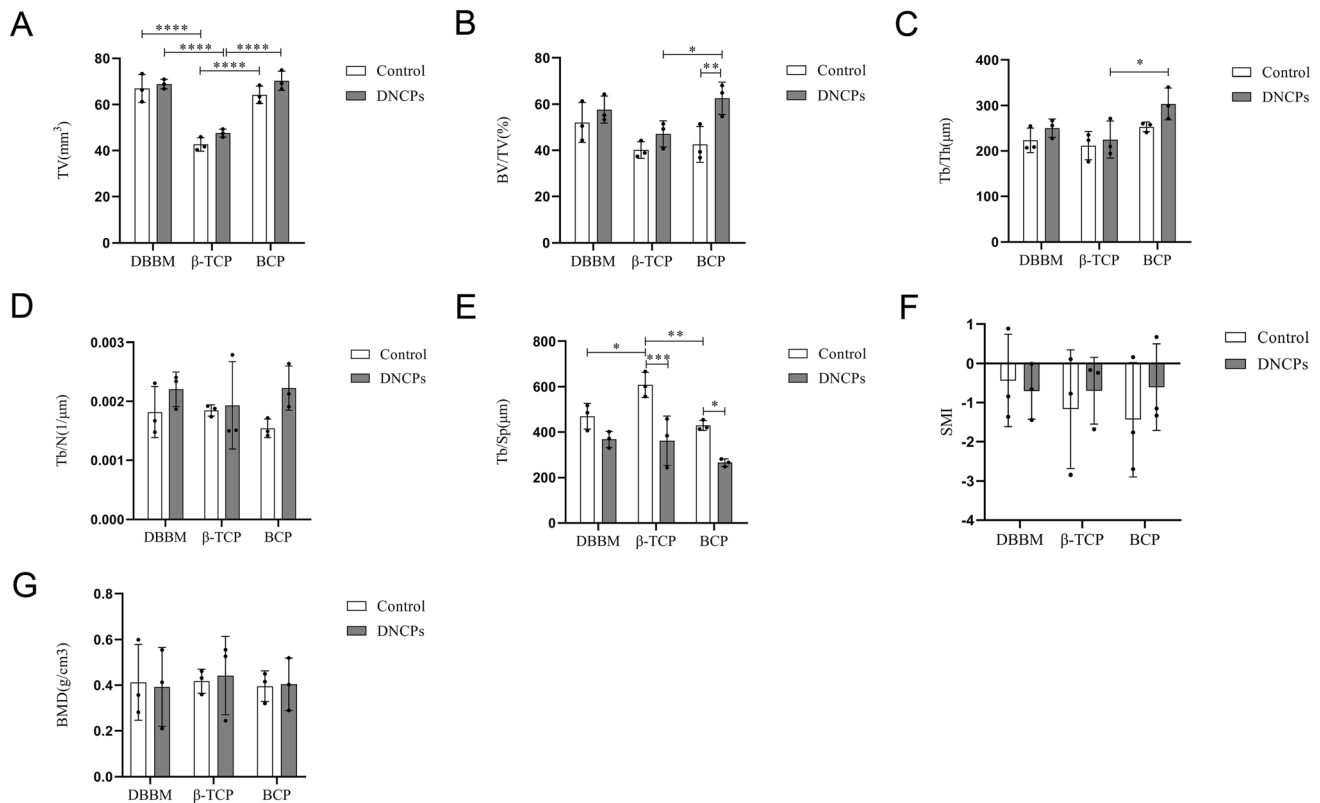 A
TV(mm3)
80
60
40
20
0
**** 
**** ****
****
DBBM β-TCP BCP
Control
DNCPs
B
BV/TV(%)
80
60
40
20
0
*
**
DBBM β-TCP BCP
Control
DNCPs
C
Tb/Th(μm)
400
300
200
100
0
*
DBBM β-TCP BCP
Control
DNCPs
D
Tb/N(1/μm)
0.003
0.002
0.001
0.000
DBBM β-TCP BCP
Control
DNCPs
E
Tb/Sp(μm)
800
600
400
200
0
* **
***
*
DBBM β-TCP BCP
Control
DNCPs
F
SMI
1
0
-1
-2
-3
-4
DBBM β-TCP BCP
Control
DNCPs
G
BMD(g/cm3)
0.8
0.6
0.4
0.2
0.0
DBBM β-TCP BCP
Control
DNCPs